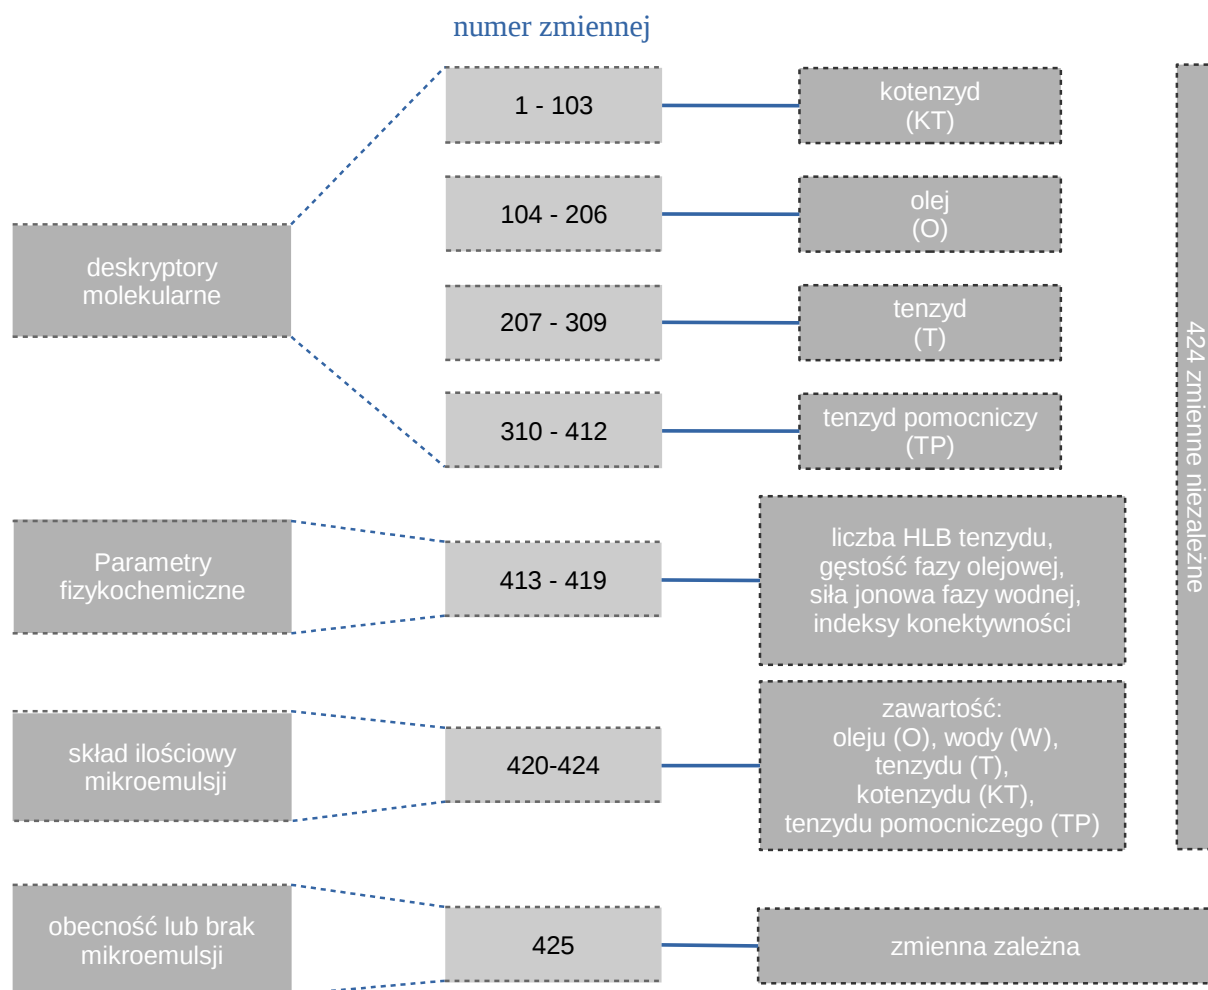 numer zmiennej
1 - 103
kotenzyd
(KT)
104 - 206
olej
(O)
deskryptory
molekularne
207 - 309
tenzyd
(T)
310 - 412
tenzyd pomocniczy
(TP)
424 zmienne niezależne
Parametry
fizykochemiczne
413 - 419
liczba HLB tenzydu,
gęstość fazy olejowej,
siła jonowa fazy wodnej,
indeksy konektywności
skład ilościowy
mikroemulsji
420-424
zawartość:
oleju (O), wody (W),
tenzydu (T),
kotenzydu (KT),
tenzydu pomocniczego (TP)
obecność lub brak
mikroemulsji
425
zmienna zależna